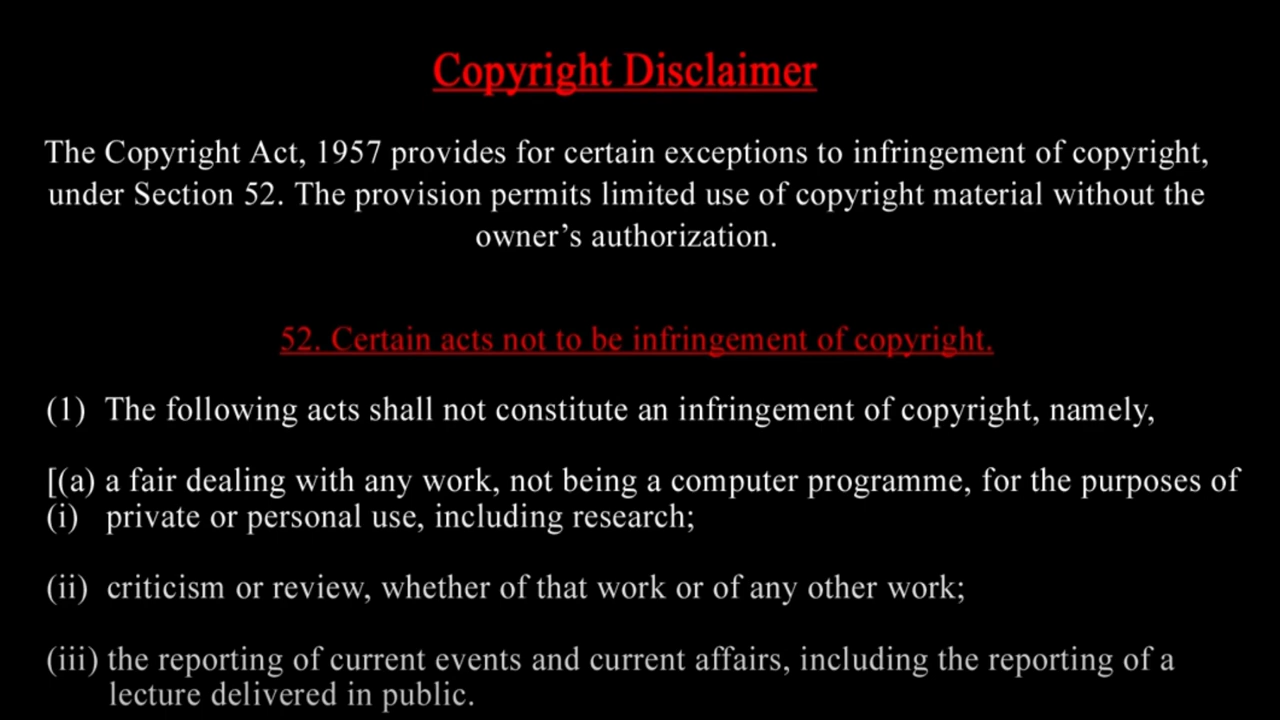 Copyright Disclaimer
The Copyright Act, 1957 provides for certain exceptions to infringement of copyright,
under Section 52. The provision permits limited use of copyright material without the
owner’s authorization.
52. Certain acts not to be infringement of copyright.
(1) The following acts shall not constitute an infringement of copyright, namely,
[(a) a fair dealing with any work, not being a computer programme, for the purposes of
(i) private or personal use, including research;
(ii) criticism or review, whether of that work or of any other work;
(iii) the reporting of current events and current affairs, including the reporting of a
lecture delivered in public.